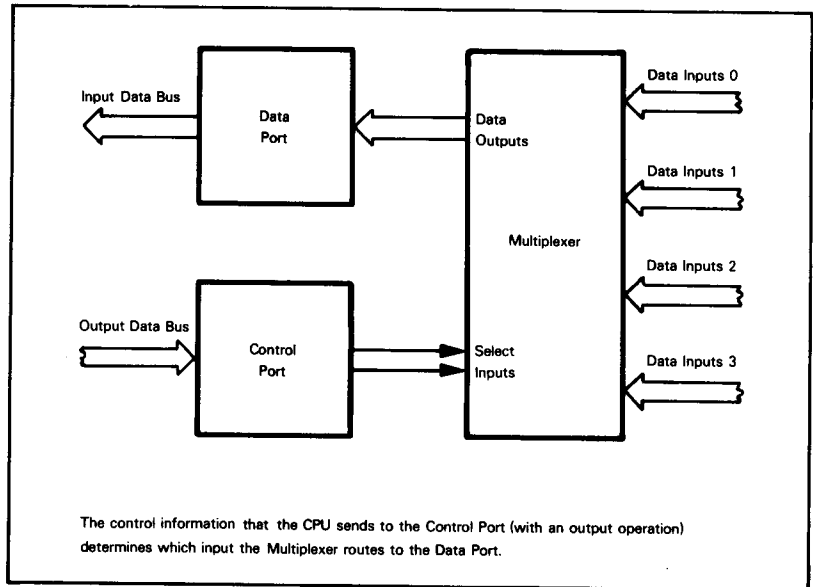 Input Data Bus
Data
Port
Data
Outputs
Data Inputs 0
Data Inputs 1
Multiplexer
Data Inputs 2
Output Data Bus
Control
Port
Select
Inputs
Data Inputs 3
The control information that the CPU sends to the Control Port (with an output operation)
determines which input the Multiplexer routes to the Data Port.